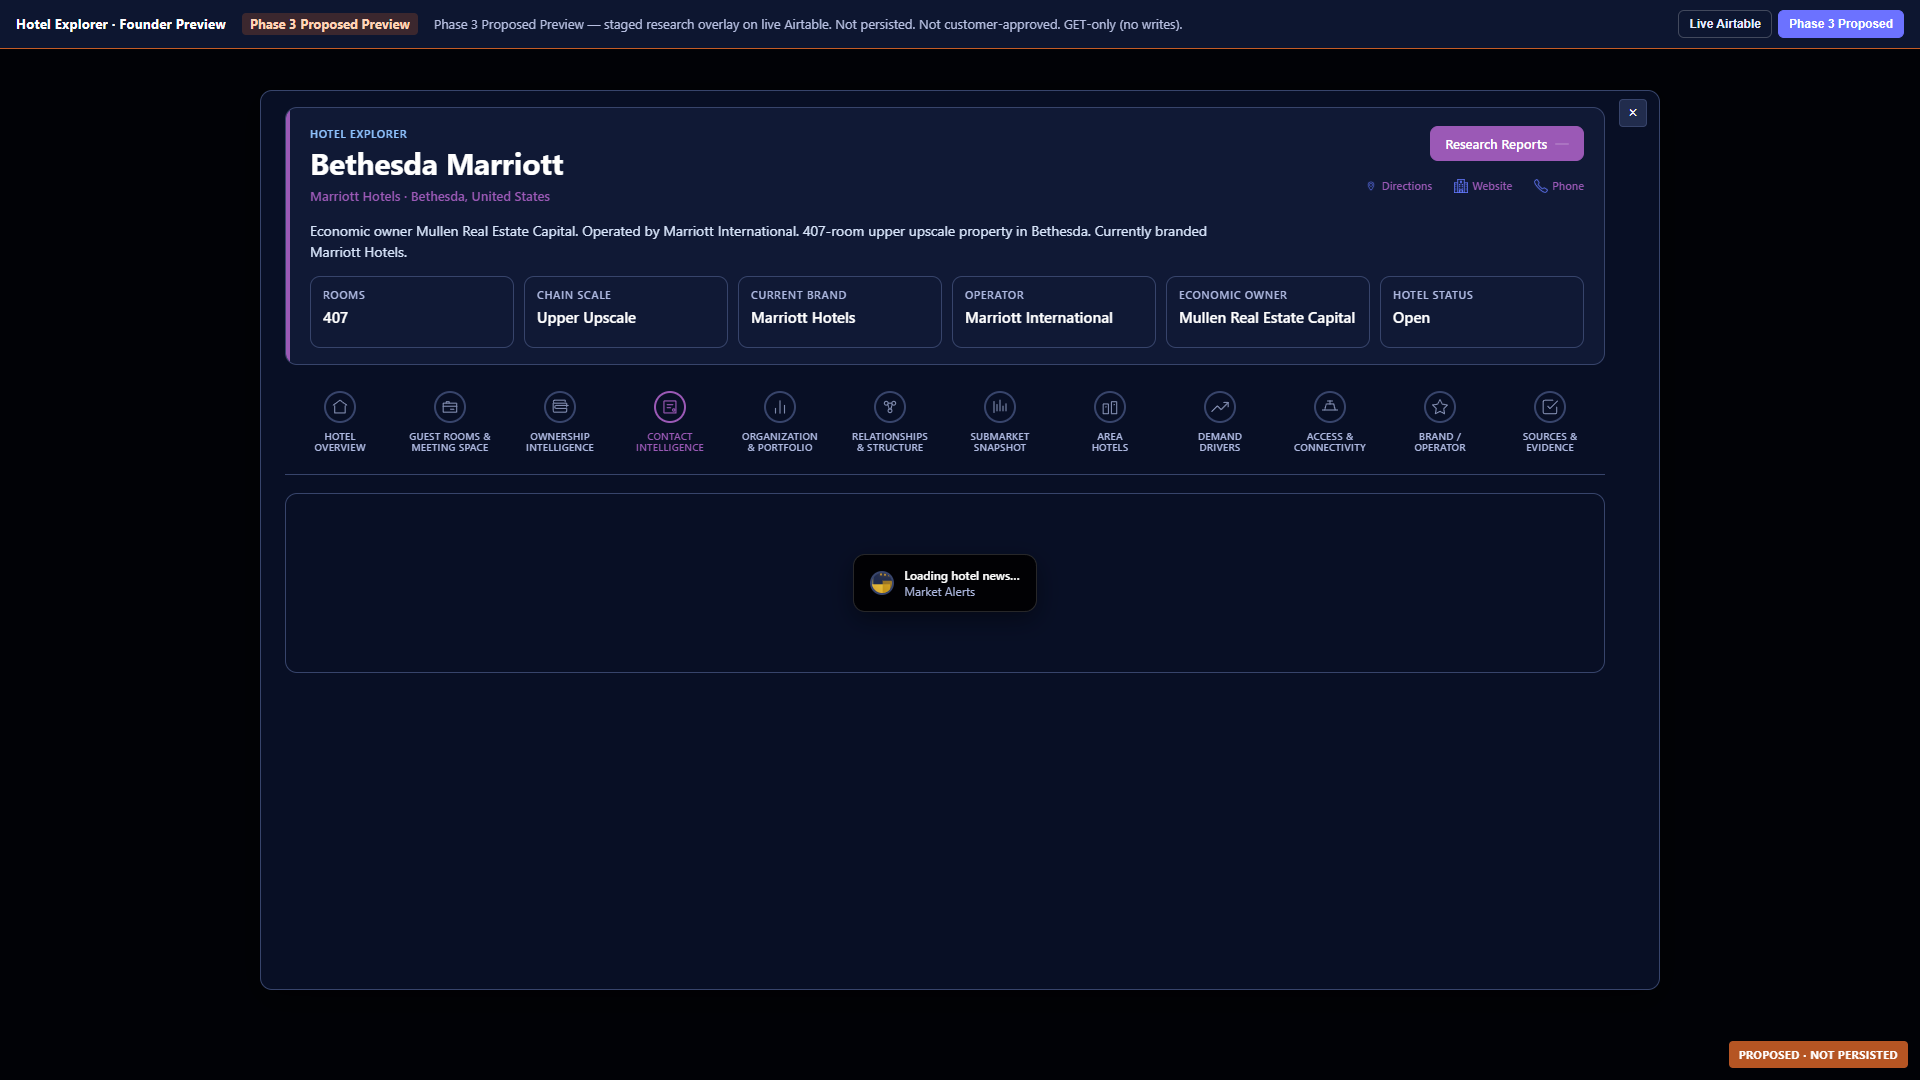 Hotel Explorer · Founder Preview
Phase 3 Proposed Preview
Phase 3 Proposed Preview — staged research overlay on live Airtable. Not persisted. Not customer-approved. GET-only (no writes).
Live Airtable
Phase 3 Proposed
×
HOTEL EXPLORER
Bethesda Marriott
Marriott Hotels · Bethesda, United States
Research Reports —
Directions
Website
Phone
Economic owner Mullen Real Estate Capital. Operated by Marriott International. 407-room upper upscale property in Bethesda. Currently branded
Marriott Hotels.
ROOMS
407
CHAIN SCALE
Upper Upscale
CURRENT BRAND
Marriott Hotels
OPERATOR
Marriott International
ECONOMIC OWNER
Mullen Real Estate Capital
HOTEL STATUS
Open
HOTEL
OVERVIEW
GUEST ROOMS &
MEETING SPACE
OWNERSHIP
INTELLIGENCE
CONTACT
INTELLIGENCE
ORGANIZATION
& PORTFOLIO
RELATIONSHIPS
& STRUCTURE
SUBMARKET
SNAPSHOT
AREA
HOTELS
DEMAND
DRIVERS
ACCESS &
CONNECTIVITY
BRAND /
OPERATOR
SOURCES &
EVIDENCE
Loading hotel news...
Market Alerts
PROPOSED · NOT PERSISTED